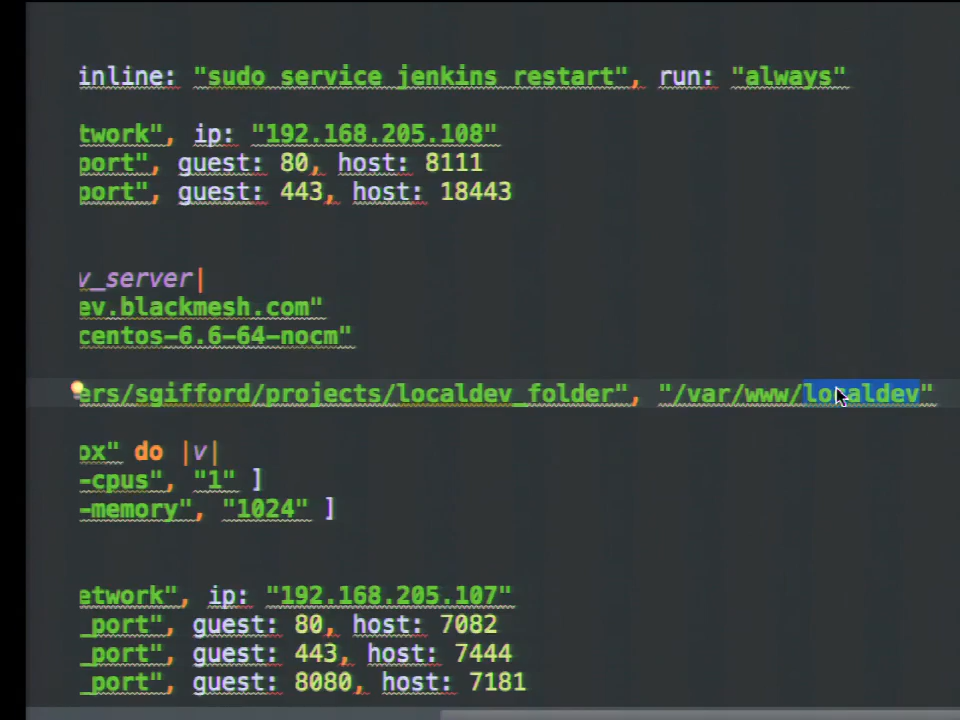 inline: "sudo service jenkins restart", run: "always"
twork", ip: "192.168.205.108"
port", guest: 80, host: 8111
port", guest: 443, host: 18443
v_server|
ev.blackmesh.com"
centos-6.6-64-nocm"
ers/sgifford/projects/localdev_folder", "/var/www/localdev"
ox" do |v|
-cpus", "1" ]
-memory", "1024" ]
etwork", ip: "192.168.205.107"
_port", guest: 80, host: 7082
_port", guest: 443, host: 7444
_port", guest: 8080, host: 7181